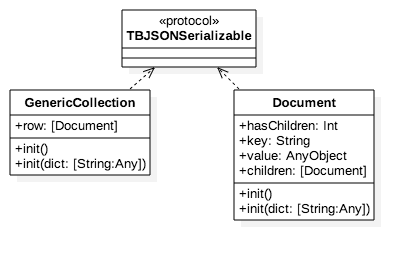 «protocol»
TBJSONSerializable
GenericCollection
+row: [Document]
+init()
+init(dict: [String:Any])
Document
+hasChildren: Int
+key: String
+value: AnyObject
+children: [Document]
+init()
+init(dict: [String:Any])